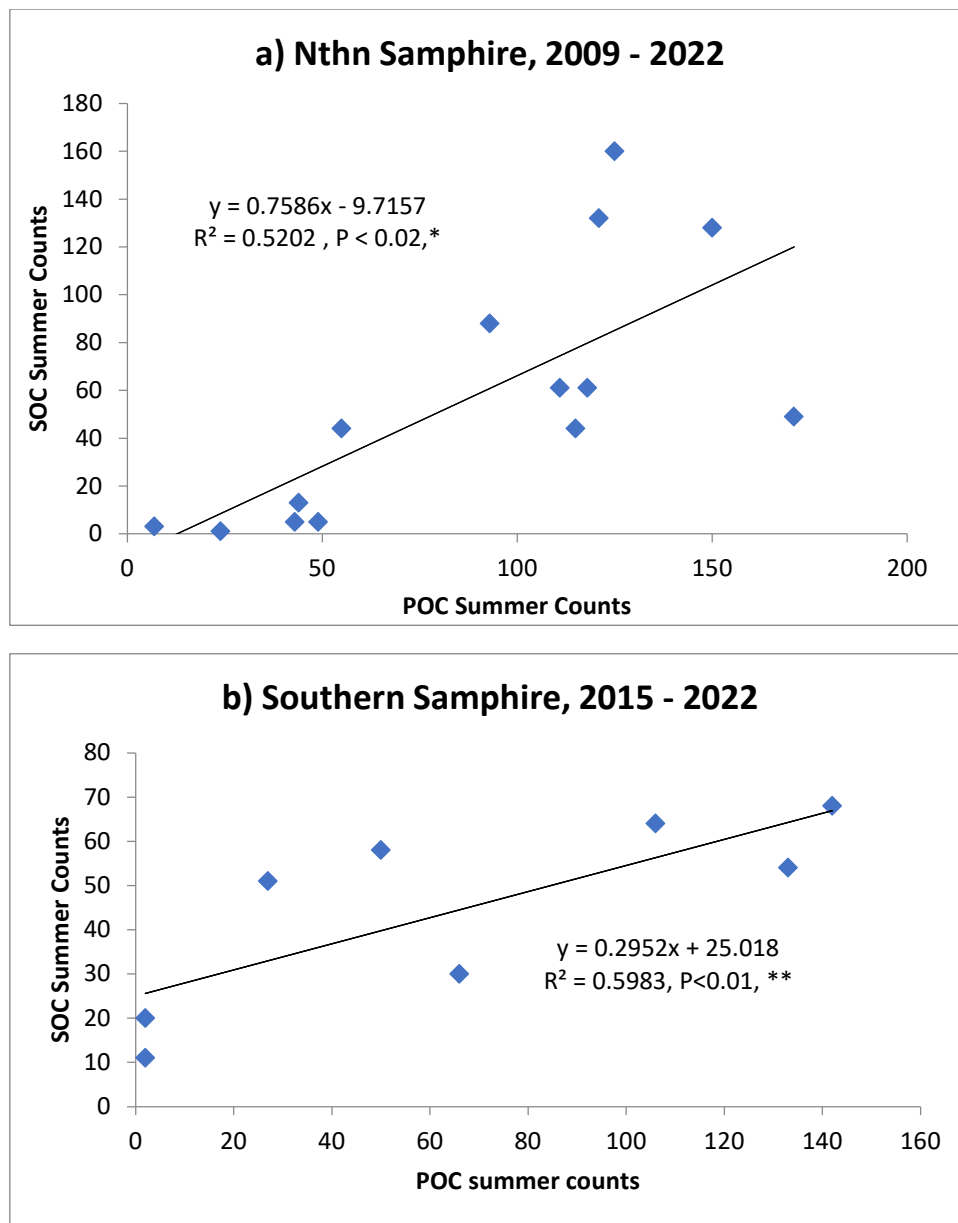 a) Nthn Samphire, 2009 - 2022
180
160
140
120
100
80
60
40
20
0
SOC Summer Counts
y = 0.7586x - 9.7157
R² = 0.5202 , P < 0.02,*
0 50 100 150 200
POC Summer Counts
b) Southern Samphire, 2015 - 2022
80
70
60
50
40
30
20
10
0
SOC Summer Counts
y = 0.2952x + 25.018
R² = 0.5983, P<0.01, **
0 20 40 60 80 100 120 140 160
POC summer counts